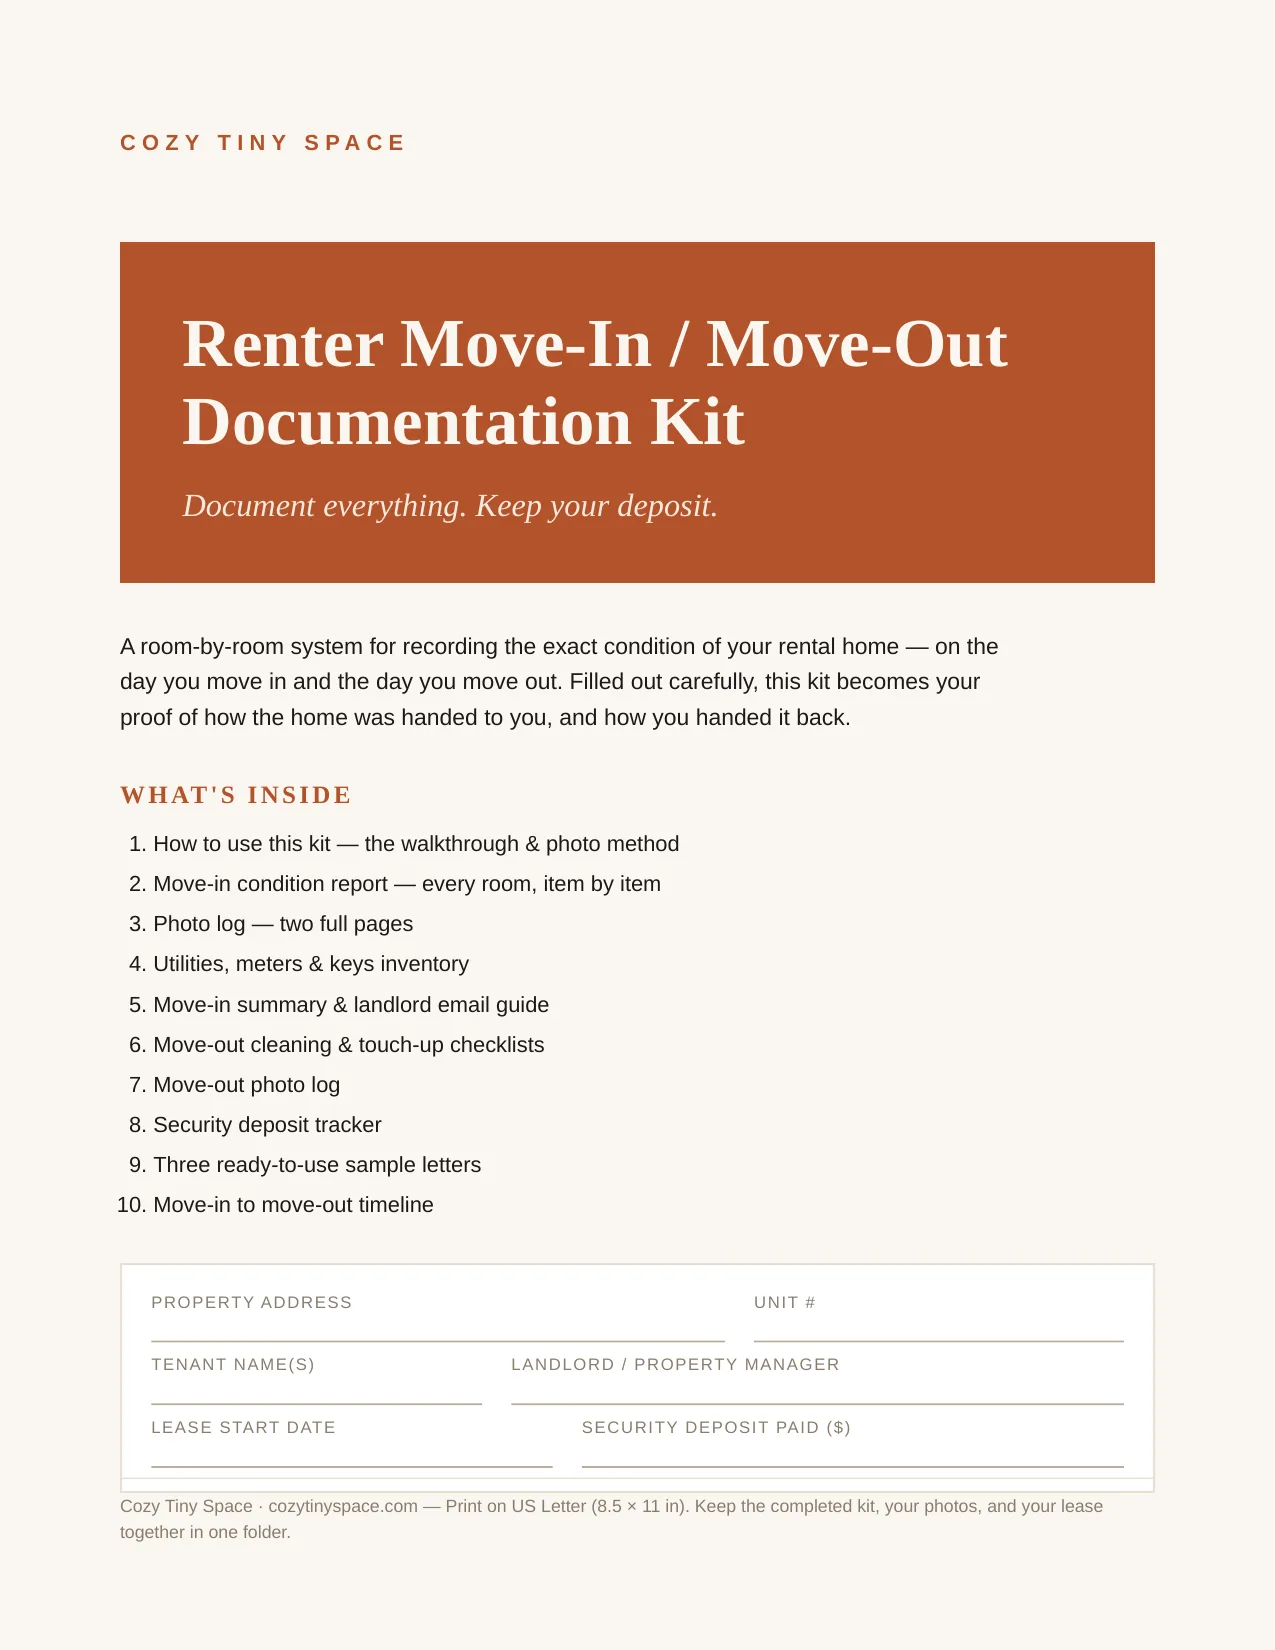 COZY TINY SPACE
Renter Move-In / Move-Out
Documentation Kit
Document everything. Keep your deposit.
A room-by-room system for recording the exact condition of your rental home — on the
day you move in and the day you move out. Filled out carefully, this kit becomes your
proof of how the home was handed to you, and how you handed it back.
WHAT'S INSIDE
1. How to use this kit — the walkthrough & photo method
2. Move-in condition report — every room, item by item
3. Photo log — two full pages
4. Utilities, meters & keys inventory
5. Move-in summary & landlord email guide
6. Move-out cleaning & touch-up checklists
7. Move-out photo log
8. Security deposit tracker
9. Three ready-to-use sample letters
10. Move-in to move-out timeline
PROPERTY ADDRESS UNIT #
TENANT NAME(S) LANDLORD / PROPERTY MANAGER
LEASE START DATE SECURITY DEPOSIT PAID ($)
Cozy Tiny Space · cozytinyspace.com — Print on US Letter (8.5 × 11 in). Keep the completed kit, your photos, and your lease
together in one folder.